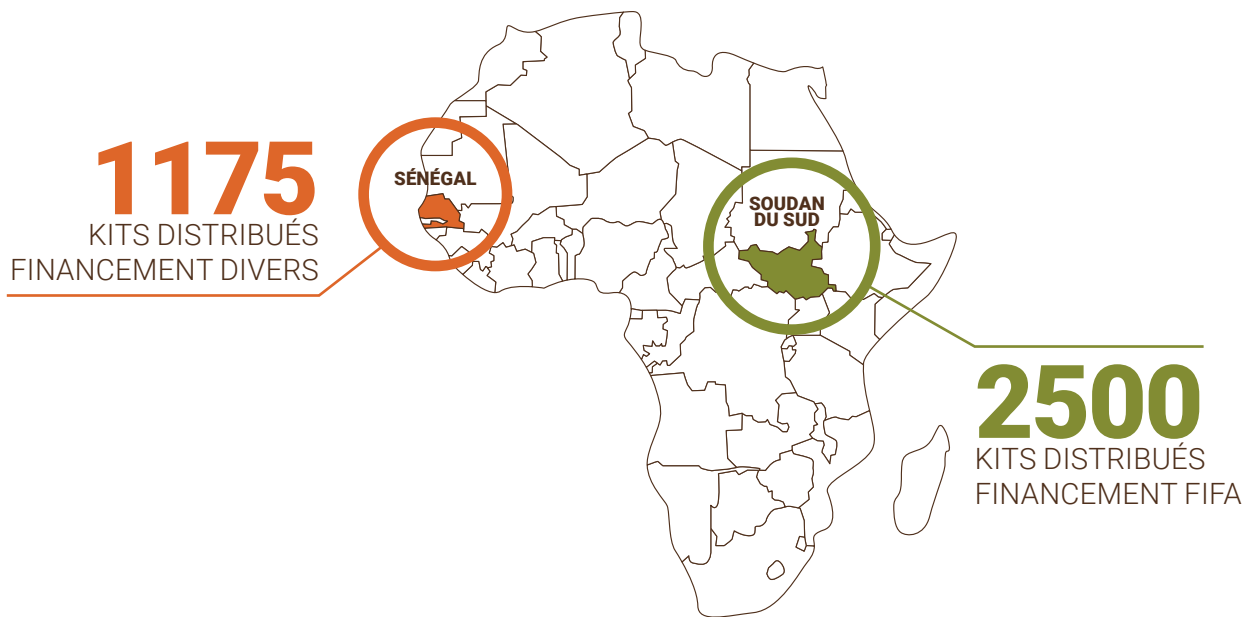 1175
KITS DISTRIBUÉS
FINANCEMENT DIVERS
SÉNÉGAL
SOUDAN
DU SUD
2500
KITS DISTRIBUÉS
FINANCEMENT FIFA